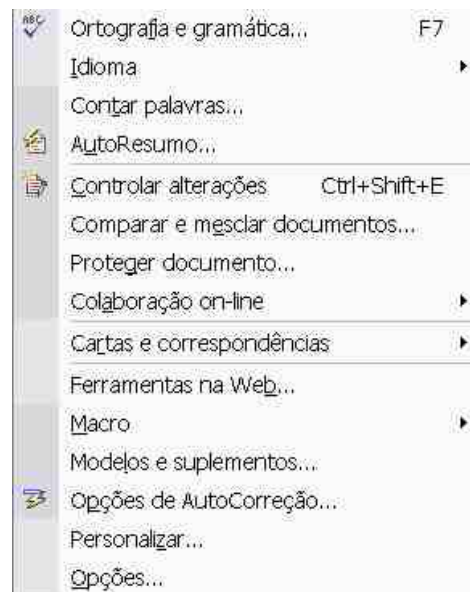 ABC Ortografia e gramática... F7
Idioma
Contar palavras...
AutoResumo...
Controlar alterações Ctrl+Shift+E
Comparar e mesclar documentos...
Proteger documento...
Colaboração on-line
Cartas e correspondências
Ferramentas na Web...
Macro
Modelos e suplementos...
Opções de AutoCorreção...
Personalizar...
Opções...